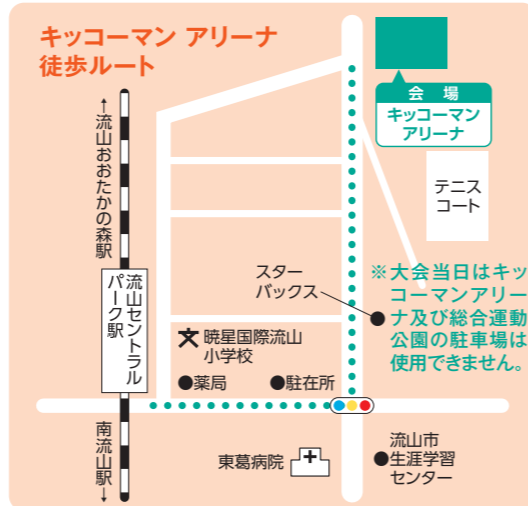 キッコーマン アリーナ
徒歩ルート
会 場
キッコーマン
アリーナ
←流山おおたかの森駅
テニス
コート
流山セントラル
パーク駅
スター
バックス
※大会当日はキッ
コーマンアリー
ナ及び総合運動
公園の駐車場は
使用できません。
文
暁星国際流山
小学校
●薬局
●駐在所
南流山駅→
東葛病院
流山市
●生涯学習
センター